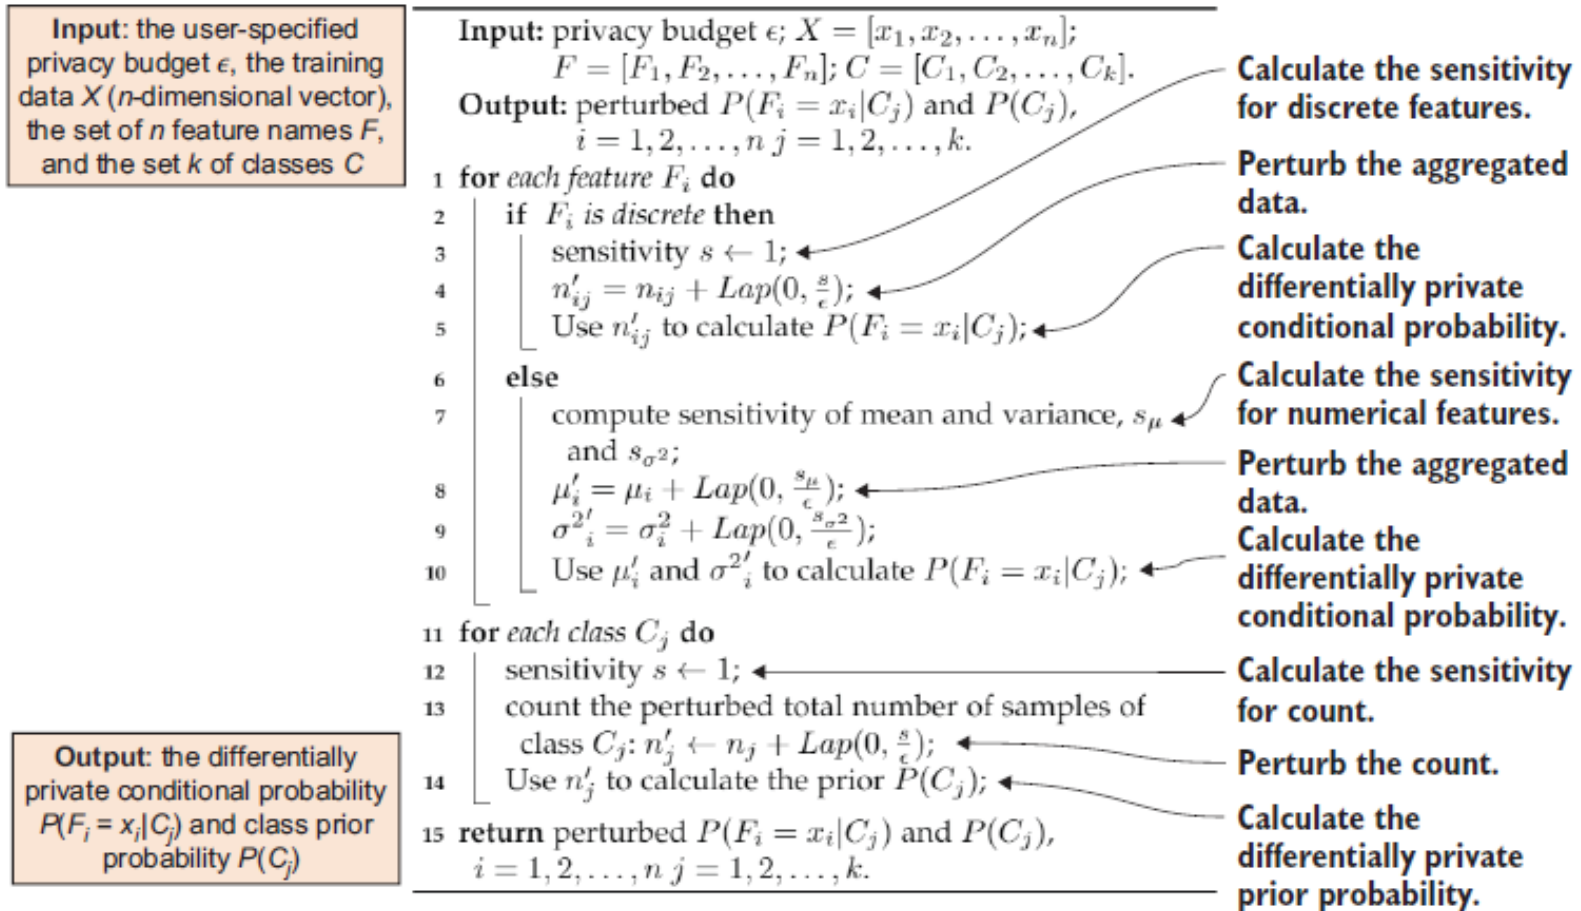 Input: the user-specified
privacy budget ϵ, the training
data X (n-dimensional vector),
the set of n feature names F,
and the set k of classes C
Input: privacy budget ϵ; X = [x₁, x₂, . . . , xₙ];
F = [F₁, F₂, . . . , Fₙ]; C = [C₁, C₂, . . . , Cₖ].
Output: perturbed P(Fᵢ = xᵢ|Cⱼ) and P(Cⱼ),
i = 1, 2, . . . , n j = 1, 2, . . . , k.
1 for each feature Fᵢ do
2 if Fᵢ is discrete then
3 sensitivity s ← 1;
4 n′ᵢⱼ = nᵢⱼ + Lap(0, s/ϵ);
5 Use n′ᵢⱼ to calculate P(Fᵢ = xᵢ|Cⱼ);
6 else
7 compute sensitivity of mean and variance, s_μ
and s_σ²;
8 μ′ᵢ = μᵢ + Lap(0, s_μ/ϵ);
9 σ²′ᵢ = σ²ᵢ + Lap(0, s_σ²/ϵ);
10 Use μ′ᵢ and σ²′ᵢ to calculate P(Fᵢ = xᵢ|Cⱼ);
11 for each class Cⱼ do
12 sensitivity s ← 1;
13 count the perturbed total number of samples of
class Cⱼ: n′ⱼ ← nⱼ + Lap(0, s/ϵ);
14 Use n′ⱼ to calculate the prior P(Cⱼ);
15 return perturbed P(Fᵢ = xᵢ|Cⱼ) and P(Cⱼ),
i = 1, 2, . . . , n j = 1, 2, . . . , k.
Calculate the sensitivity
for discrete features.
Perturb the aggregated
data.
Calculate the
differentially private
conditional probability.
Calculate the sensitivity
for numerical features.
Perturb the aggregated
data.
Calculate the
differentially private
conditional probability.
Calculate the sensitivity
for count.
Perturb the count.
Calculate the
differentially private
prior probability.
Output: the differentially
private conditional probability
P(Fᵢ = xᵢ|Cⱼ) and class prior
probability P(Cⱼ)